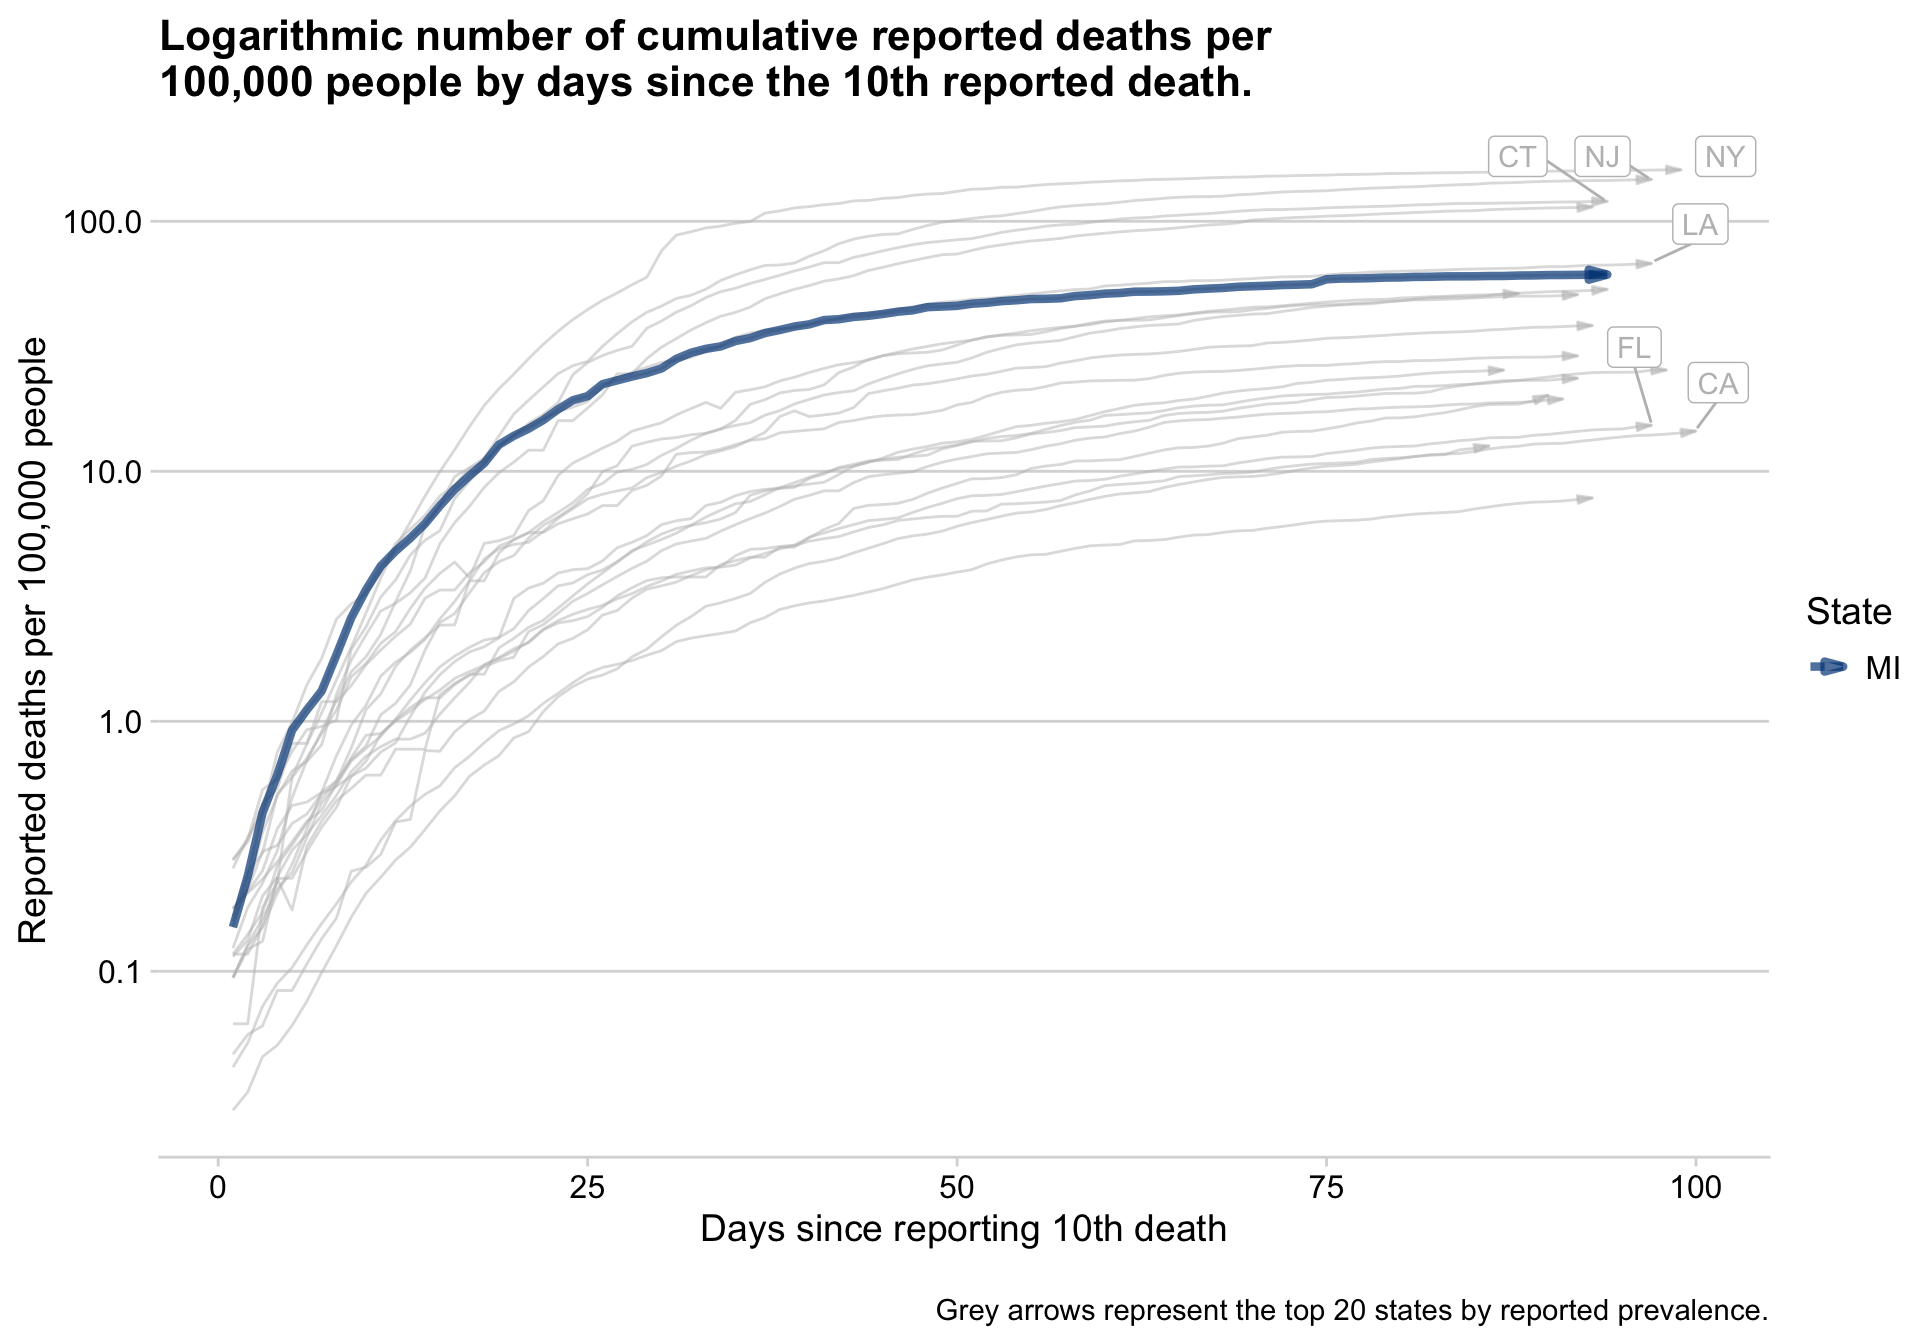 Logarithmic number of cumulative reported deaths per
100,000 people by days since the 10th reported death.
CT NJ NY
LA
FL
CA
100.0
10.0
1.0
0.1
Reported deaths per 100,000 people
State
MI
0 25 50 75 100
Days since reporting 10th death
Grey arrows represent the top 20 states by reported prevalence.